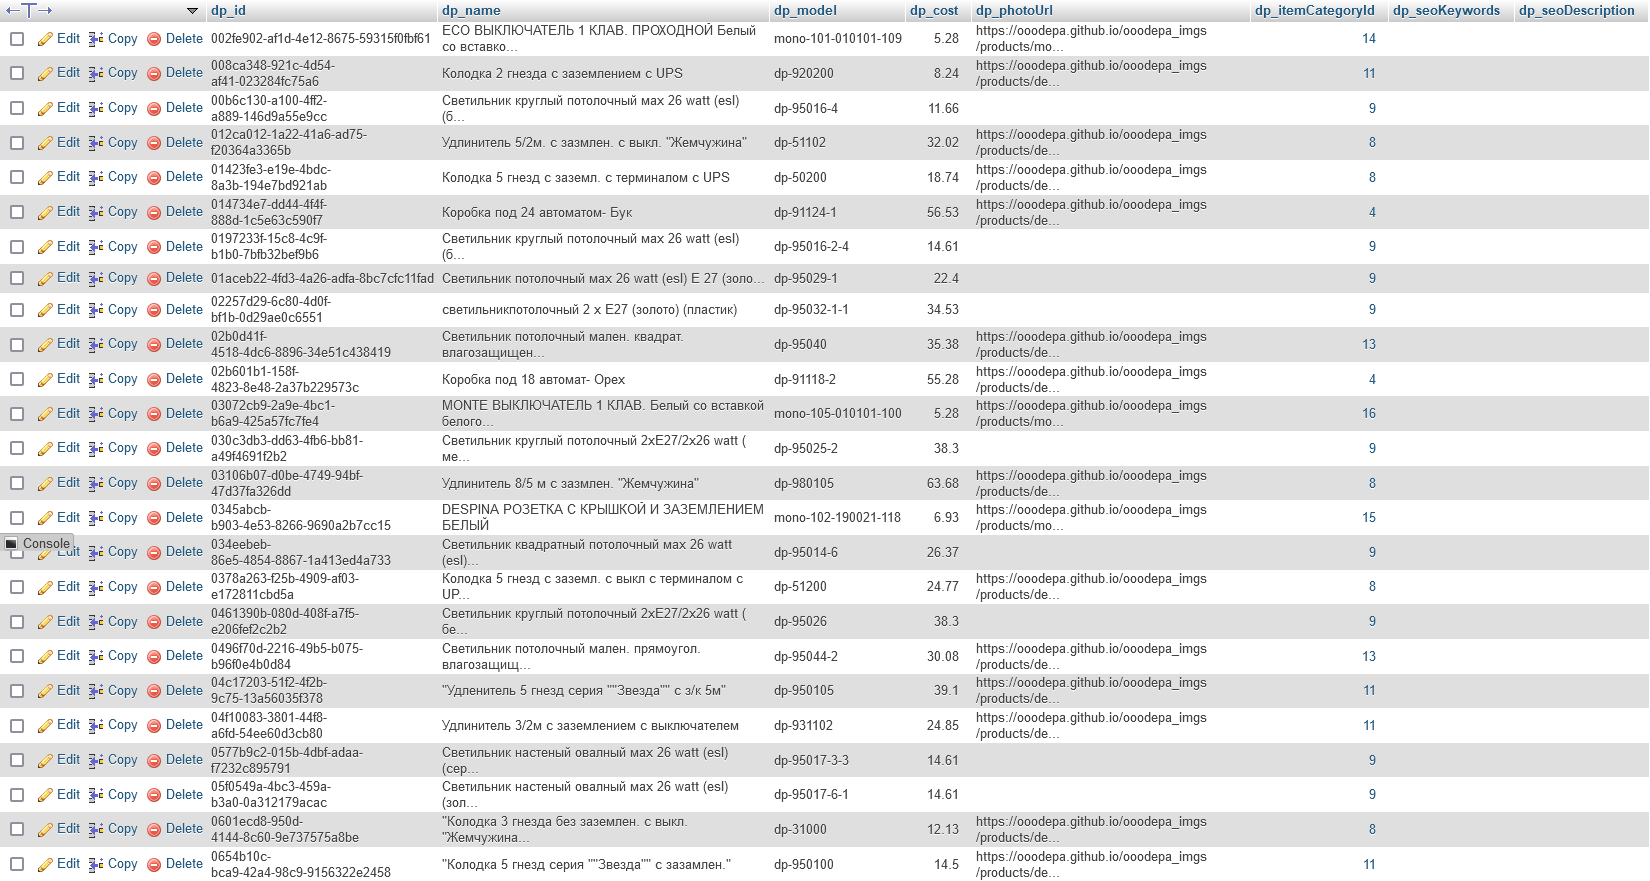 dp_id dp_name dp_model dp_cost dp_photoUrl dp_itemCategoryId dp_seoKeywords dp_seoDescription
Edit Copy Delete 002fe902-af1d-4e12-8675-59315f0fbf61 ECO ВЫКЛЮЧАТЕЛЬ 1 КЛАВ. ПРОХОДНОЙ Белый со вставко... mono-101-010101-109 5.28 https://ooodepa.github.io/ooodepa_imgs/products/mo... 14
Edit Copy Delete 008ca348-921c-4d54-af41-023284fc75a6 Колодка 2 гнезда с заземлением с UPS dp-920200 8.24 https://ooodepa.github.io/ooodepa_imgs/products/de... 11
Edit Copy Delete 00b6c130-a100-4ff2-a889-146d9a55e9cc Светильник круглый потолочный мах 26 watt (esl) (б... dp-95016-4 11.66 https://ooodepa.github.io/ooodepa_imgs/products/de... 9
Edit Copy Delete 012ca012-1a22-41a6-ad75-f20364a3365b Удлинитель 5/2м. с зазмлен. с выкл. "Жемчужина" dp-51102 32.02 https://ooodepa.github.io/ooodepa_imgs/products/de... 8
Edit Copy Delete 01423fe3-e19e-4bdc-8a3b-194e7bd921ab Колодка 5 гнезд с заземл. с терминалом с UPS dp-50200 18.74 https://ooodepa.github.io/ooodepa_imgs/products/de... 8
Edit Copy Delete 014734e7-dd44-4f4f-888d-1c5e63c590f7 Коробка под 24 автоматом- Бук dp-91124-1 56.53 https://ooodepa.github.io/ooodepa_imgs/products/de... 4
Edit Copy Delete 0197233f-15c8-4c9f-b1b0-7bfb32bef9b6 Светильник круглый потолочный мах 26 watt (esl) (б... dp-95016-2-4 14.61 https://ooodepa.github.io/ooodepa_imgs/products/de... 9
Edit Copy Delete 01aceb22-4fd3-4a26-adfa-8bc7cfc11fad Светильник потолочный мах 26 watt (esl) E 27 (золо... dp-95029-1 22.4 9
Edit Copy Delete 02257d29-6c80-4d0f-bf1b-0d29ae0c6551 светильникпотолочный 2 x E27 (золото) (пластик) dp-95032-1-1 34.53 9
Edit Copy Delete 02b0d41f-4518-4dc6-8896-34e51c438419 Светильник потолочный мален. квадрат. влагозащищен... dp-95040 35.38 https://ooodepa.github.io/ooodepa_imgs/products/de... 13
Edit Copy Delete 02b601b1-158f-4823-8e48-2a37b229573c Коробка под 18 автомат- Орех dp-91118-2 55.28 https://ooodepa.github.io/ooodepa_imgs/products/de... 4
Edit Copy Delete 03072cb9-2a9e-4bc1-b6a9-425a57fc7fe4 MONTE ВЫКЛЮЧАТЕЛЬ 1 КЛАВ. Белый со вставкой белого... mono-105-010101-100 5.28 https://ooodepa.github.io/ooodepa_imgs/products/mo... 16
Edit Copy Delete 030c3db3-dd63-4fb6-bb81-a49f4691f2b2 Светильник круглый потолочный 2xE27/2x26 watt ( ме... dp-95025-2 38.3 9
Edit Copy Delete 03106b07-d0be-4749-94bf-47d37fa326dd Удлинитель 8/5 м с зазмлен. "Жемчужина" dp-980105 63.68 https://ooodepa.github.io/ooodepa_imgs/products/de... 8
Edit Copy Delete 0345abcb-b903-4e53-8266-9690a2b7cc15 DESPINA РОЗЕТКА С КРЫШКОЙ И ЗАЗЕМЛЕНИЕМ БЕЛЫЙ mono-102-190021-118 6.93 https://ooodepa.github.io/ooodepa_imgs/products/mo... 15
Console
Edit Copy Delete 034eebeb-86e5-4854-8867-1a413ed4a733 Светильник квадратный потолочный мах 26 watt (esl)... dp-95014-6 26.37 9
Edit Copy Delete 0378a263-f25b-4909-af03-e172811cbd5a Колодка 5 гнезд с заземл. с выкл с терминалом с UP... dp-51200 24.77 https://ooodepa.github.io/ooodepa_imgs/products/de... 8
Edit Copy Delete 0461390b-080d-408f-a7f5-e206fef2c2b2 Светильник круглый потолочный 2xE27/2x26 watt ( бе... dp-95026 38.3 9
Edit Copy Delete 0496f70d-2216-49b5-b075-b96f0e4b0d84 Светильник потолочный мален. прямоугол. влагозащищ... dp-95044-2 30.08 https://ooodepa.github.io/ooodepa_imgs/products/de... 13
Edit Copy Delete 04c17203-51f2-4f2b-9c75-13a56035f378 "Удленитель 5 гнезд серия ""Звезда"" с з/к 5м" dp-950105 39.1 https://ooodepa.github.io/ooodepa_imgs/products/de... 11
Edit Copy Delete 04f10083-3801-44f8-a6fd-54ee60d3cb80 Удлинитель 3/2м с заземлением с выключателем dp-931102 24.85 https://ooodepa.github.io/ooodepa_imgs/products/de... 11
Edit Copy Delete 0577b9c2-015b-4dbf-adaa-f7232c895791 Светильник настеный овалный мах 26 watt (esl) (сер... dp-95017-3-3 14.61 9
Edit Copy Delete 05f0549a-4bc3-459a-b3a0-0a312179acac Светильник настеный овалный мах 26 watt (esl) (зол... dp-95017-6-1 14.61 9
Edit Copy Delete 0601ecd8-950d-4144-8c60-9e737575a8be "Колодка 3 гнезда без заземлен. с выкл. "Жемчужина... dp-31000 12.13 https://ooodepa.github.io/ooodepa_imgs/products/de... 8
Edit Copy Delete 0654b10c-bca9-42a4-98c9-9156322e2458 "Колодка 5 гнезд серия ""Звезда"" с зазамлен." dp-950100 14.5 https://ooodepa.github.io/ooodepa_imgs/products/de... 11